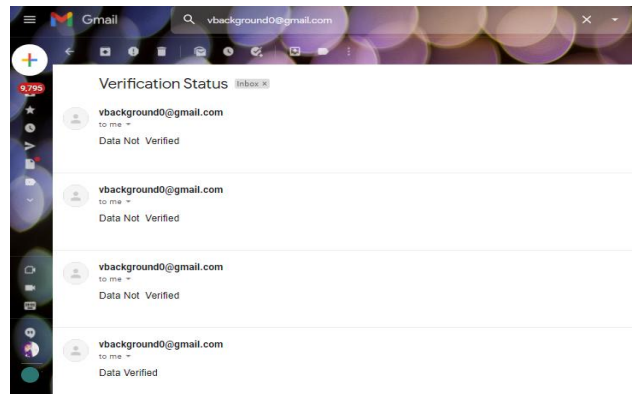 Gmail
vbackground0@gmail.com
9,795
Verification Status Inbox ×
vbackground0@gmail.com
to me
Data Not Verified
vbackground0@gmail.com
to me
Data Not Verified
vbackground0@gmail.com
to me
Data Not Verified
vbackground0@gmail.com
to me
Data Verified